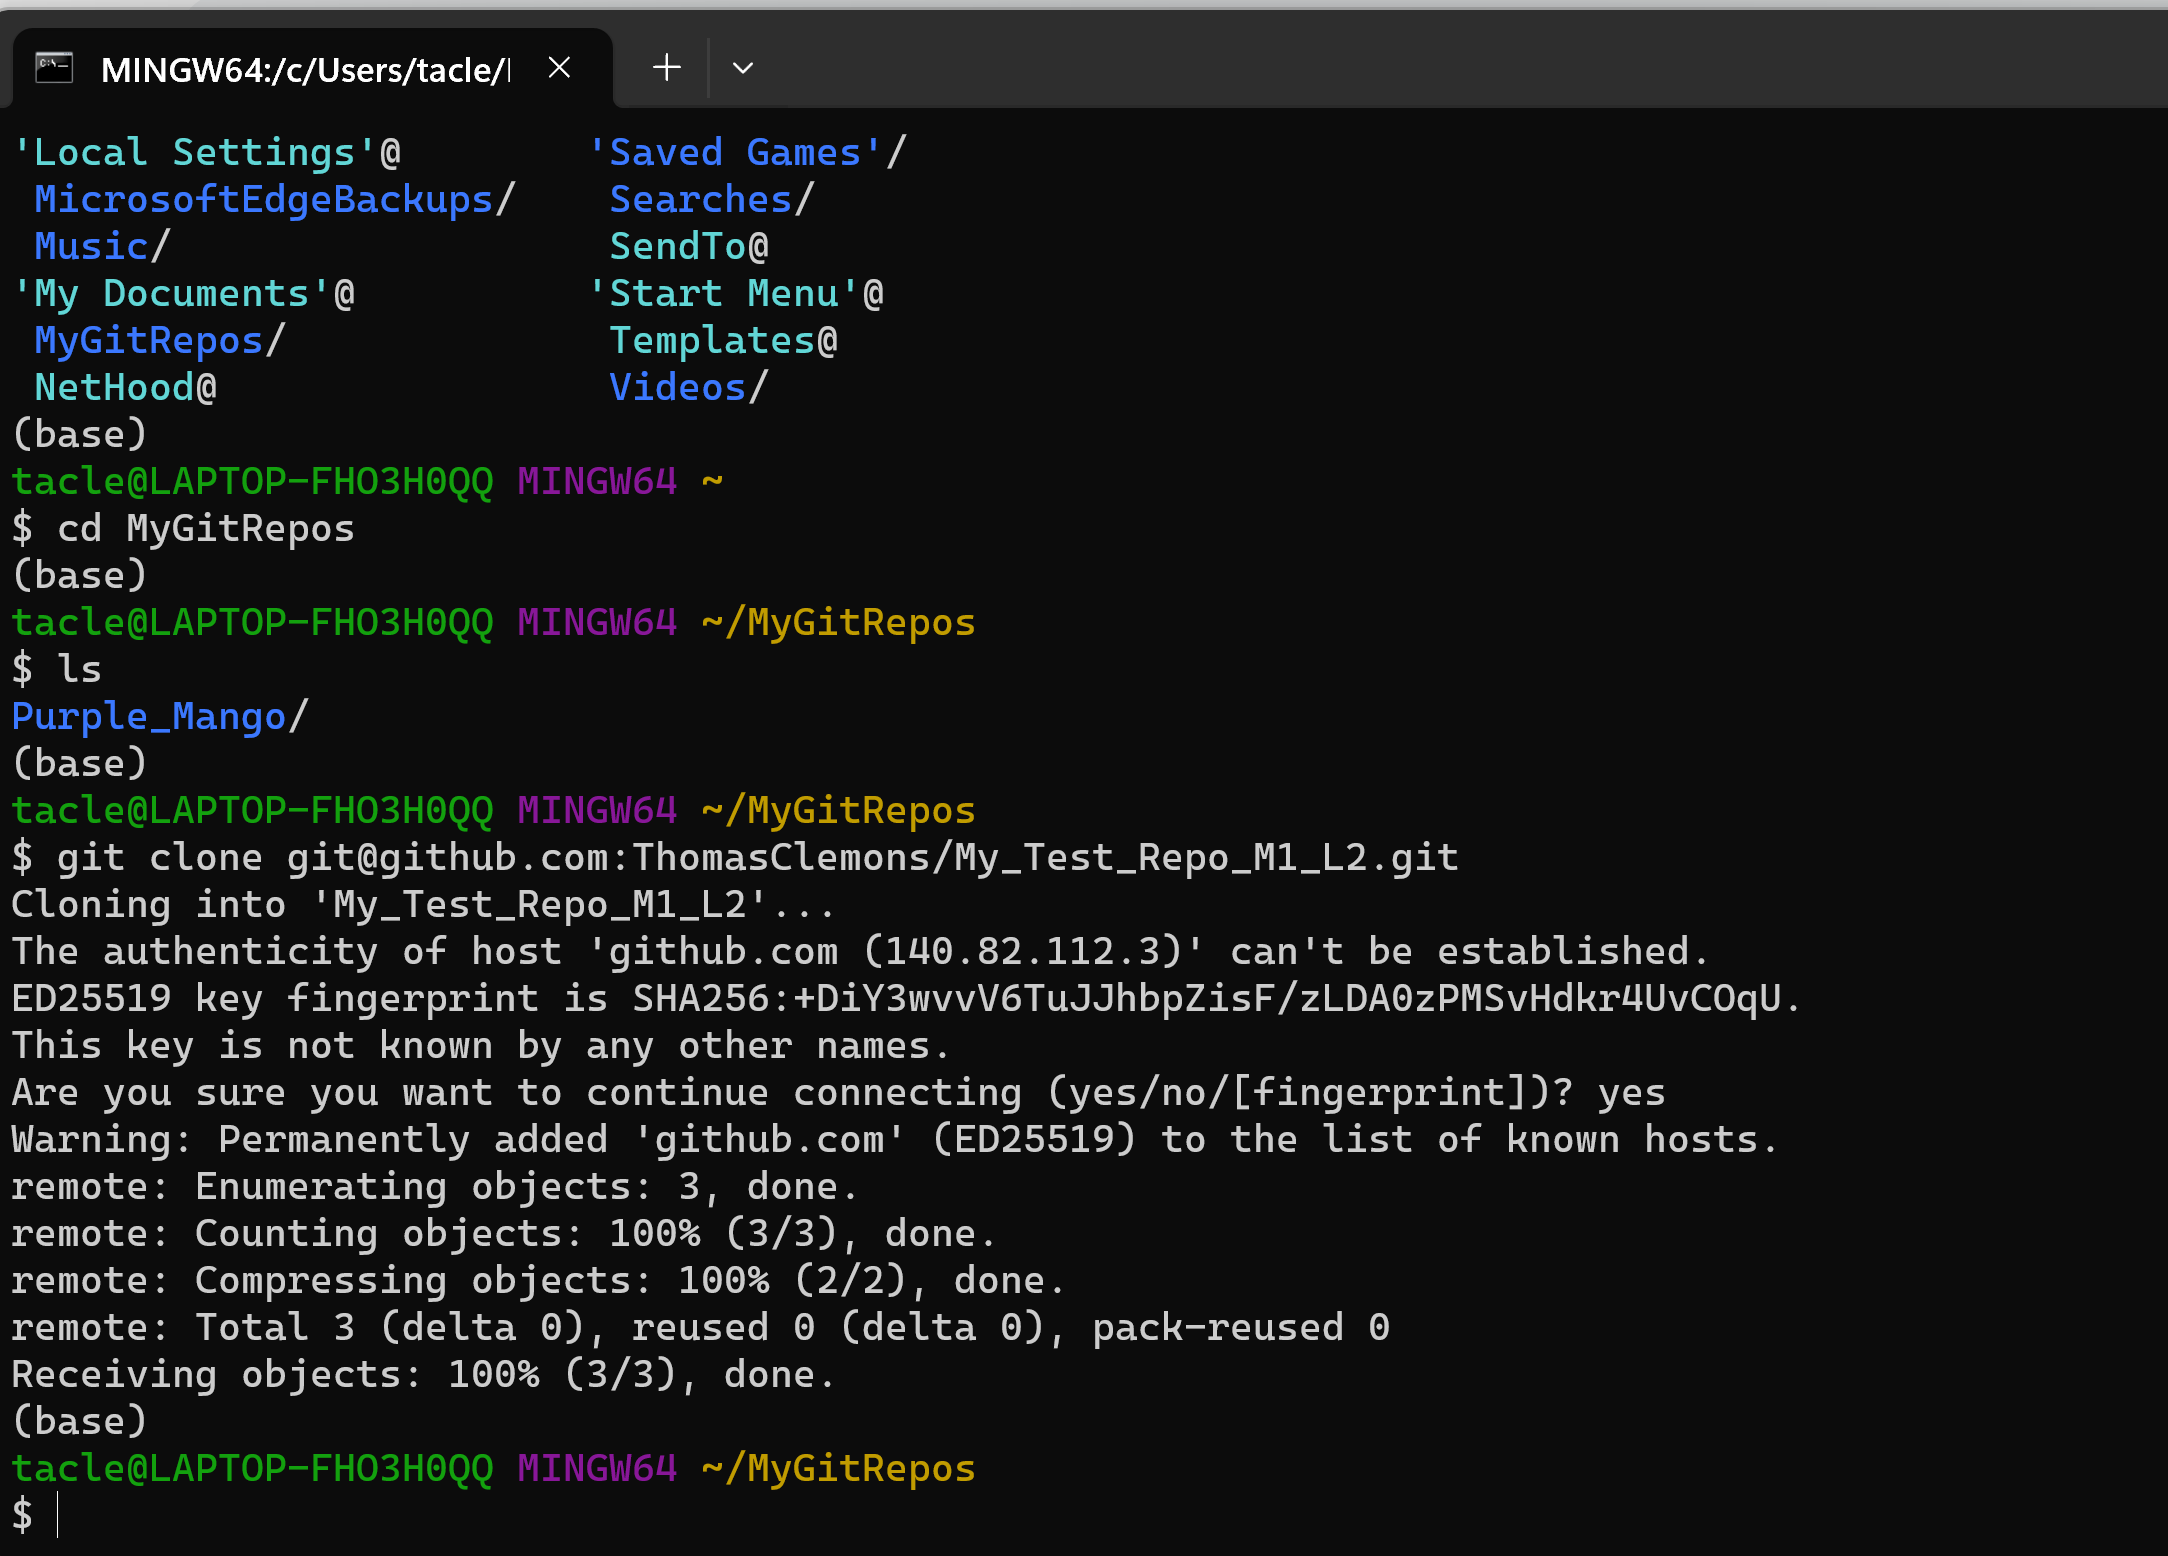 MINGW64:/c/Users/tacle/
'Local Settings'@ 'Saved Games'/
MicrosoftEdgeBackups/ Searches/
Music/ SendTo@
'My Documents'@ 'Start Menu'@
MyGitRepos/ Templates@
NetHood@ Videos/
(base)
tacle@LAPTOP-FHO3H0QQ MINGW64 ~
$ cd MyGitRepos
(base)
tacle@LAPTOP-FHO3H0QQ MINGW64 ~/MyGitRepos
$ ls
Purple_Mango/
(base)
tacle@LAPTOP-FHO3H0QQ MINGW64 ~/MyGitRepos
$ git clone git@github.com:ThomasClemons/My_Test_Repo_M1_L2.git
Cloning into 'My_Test_Repo_M1_L2'...
The authenticity of host 'github.com (140.82.112.3)' can't be established.
ED25519 key fingerprint is SHA256:+DiY3wvvV6TuJJhbpZisF/zLDA0zPMSvHdkr4UvCOqU.
This key is not known by any other names.
Are you sure you want to continue connecting (yes/no/[fingerprint])? yes
Warning: Permanently added 'github.com' (ED25519) to the list of known hosts.
remote: Enumerating objects: 3, done.
remote: Counting objects: 100% (3/3), done.
remote: Compressing objects: 100% (2/2), done.
remote: Total 3 (delta 0), reused 0 (delta 0), pack-reused 0
Receiving objects: 100% (3/3), done.
(base)
tacle@LAPTOP-FHO3H0QQ MINGW64 ~/MyGitRepos
$